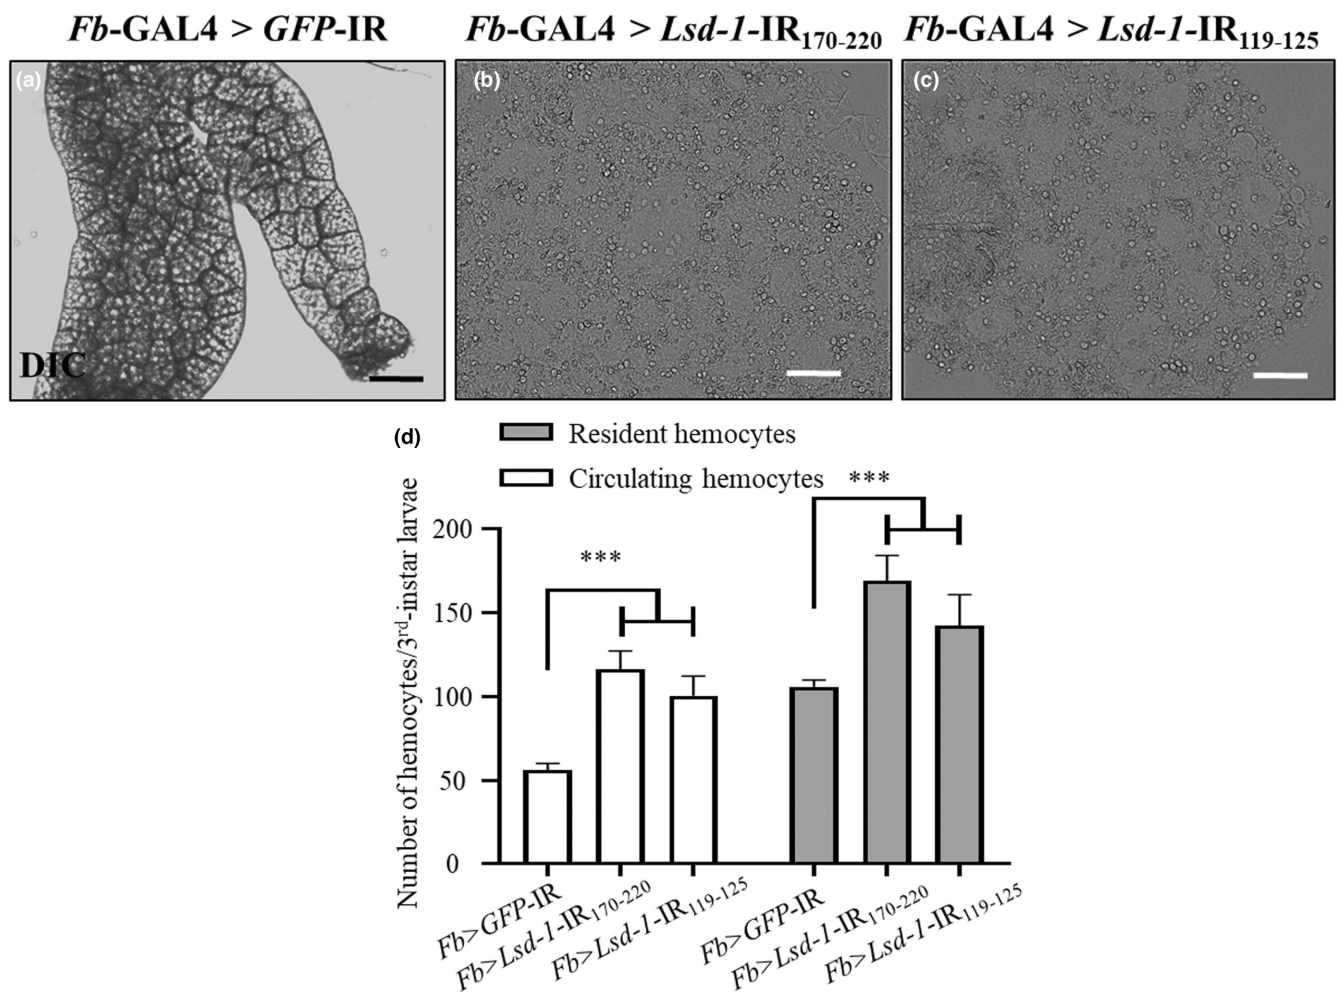 Fb-GAL4 > GFP-IR
Fb-GAL4 > Lsd-1-IR170-220
Fb-GAL4 > Lsd-1-IR119-125
(a)
(b)
(c)
DIC
(d)
Resident hemocytes
Circulating hemocytes
***
***
Number of hemocytes/3rd-instar larvae
200
150
100
50
0
Fb>GFP-IR
Fb>Lsd-1-IR170-220
Fb>Lsd-1-IR119-125
Fb>GFP-IR
Fb>Lsd-1-IR170-220
Fb>Lsd-1-IR119-125